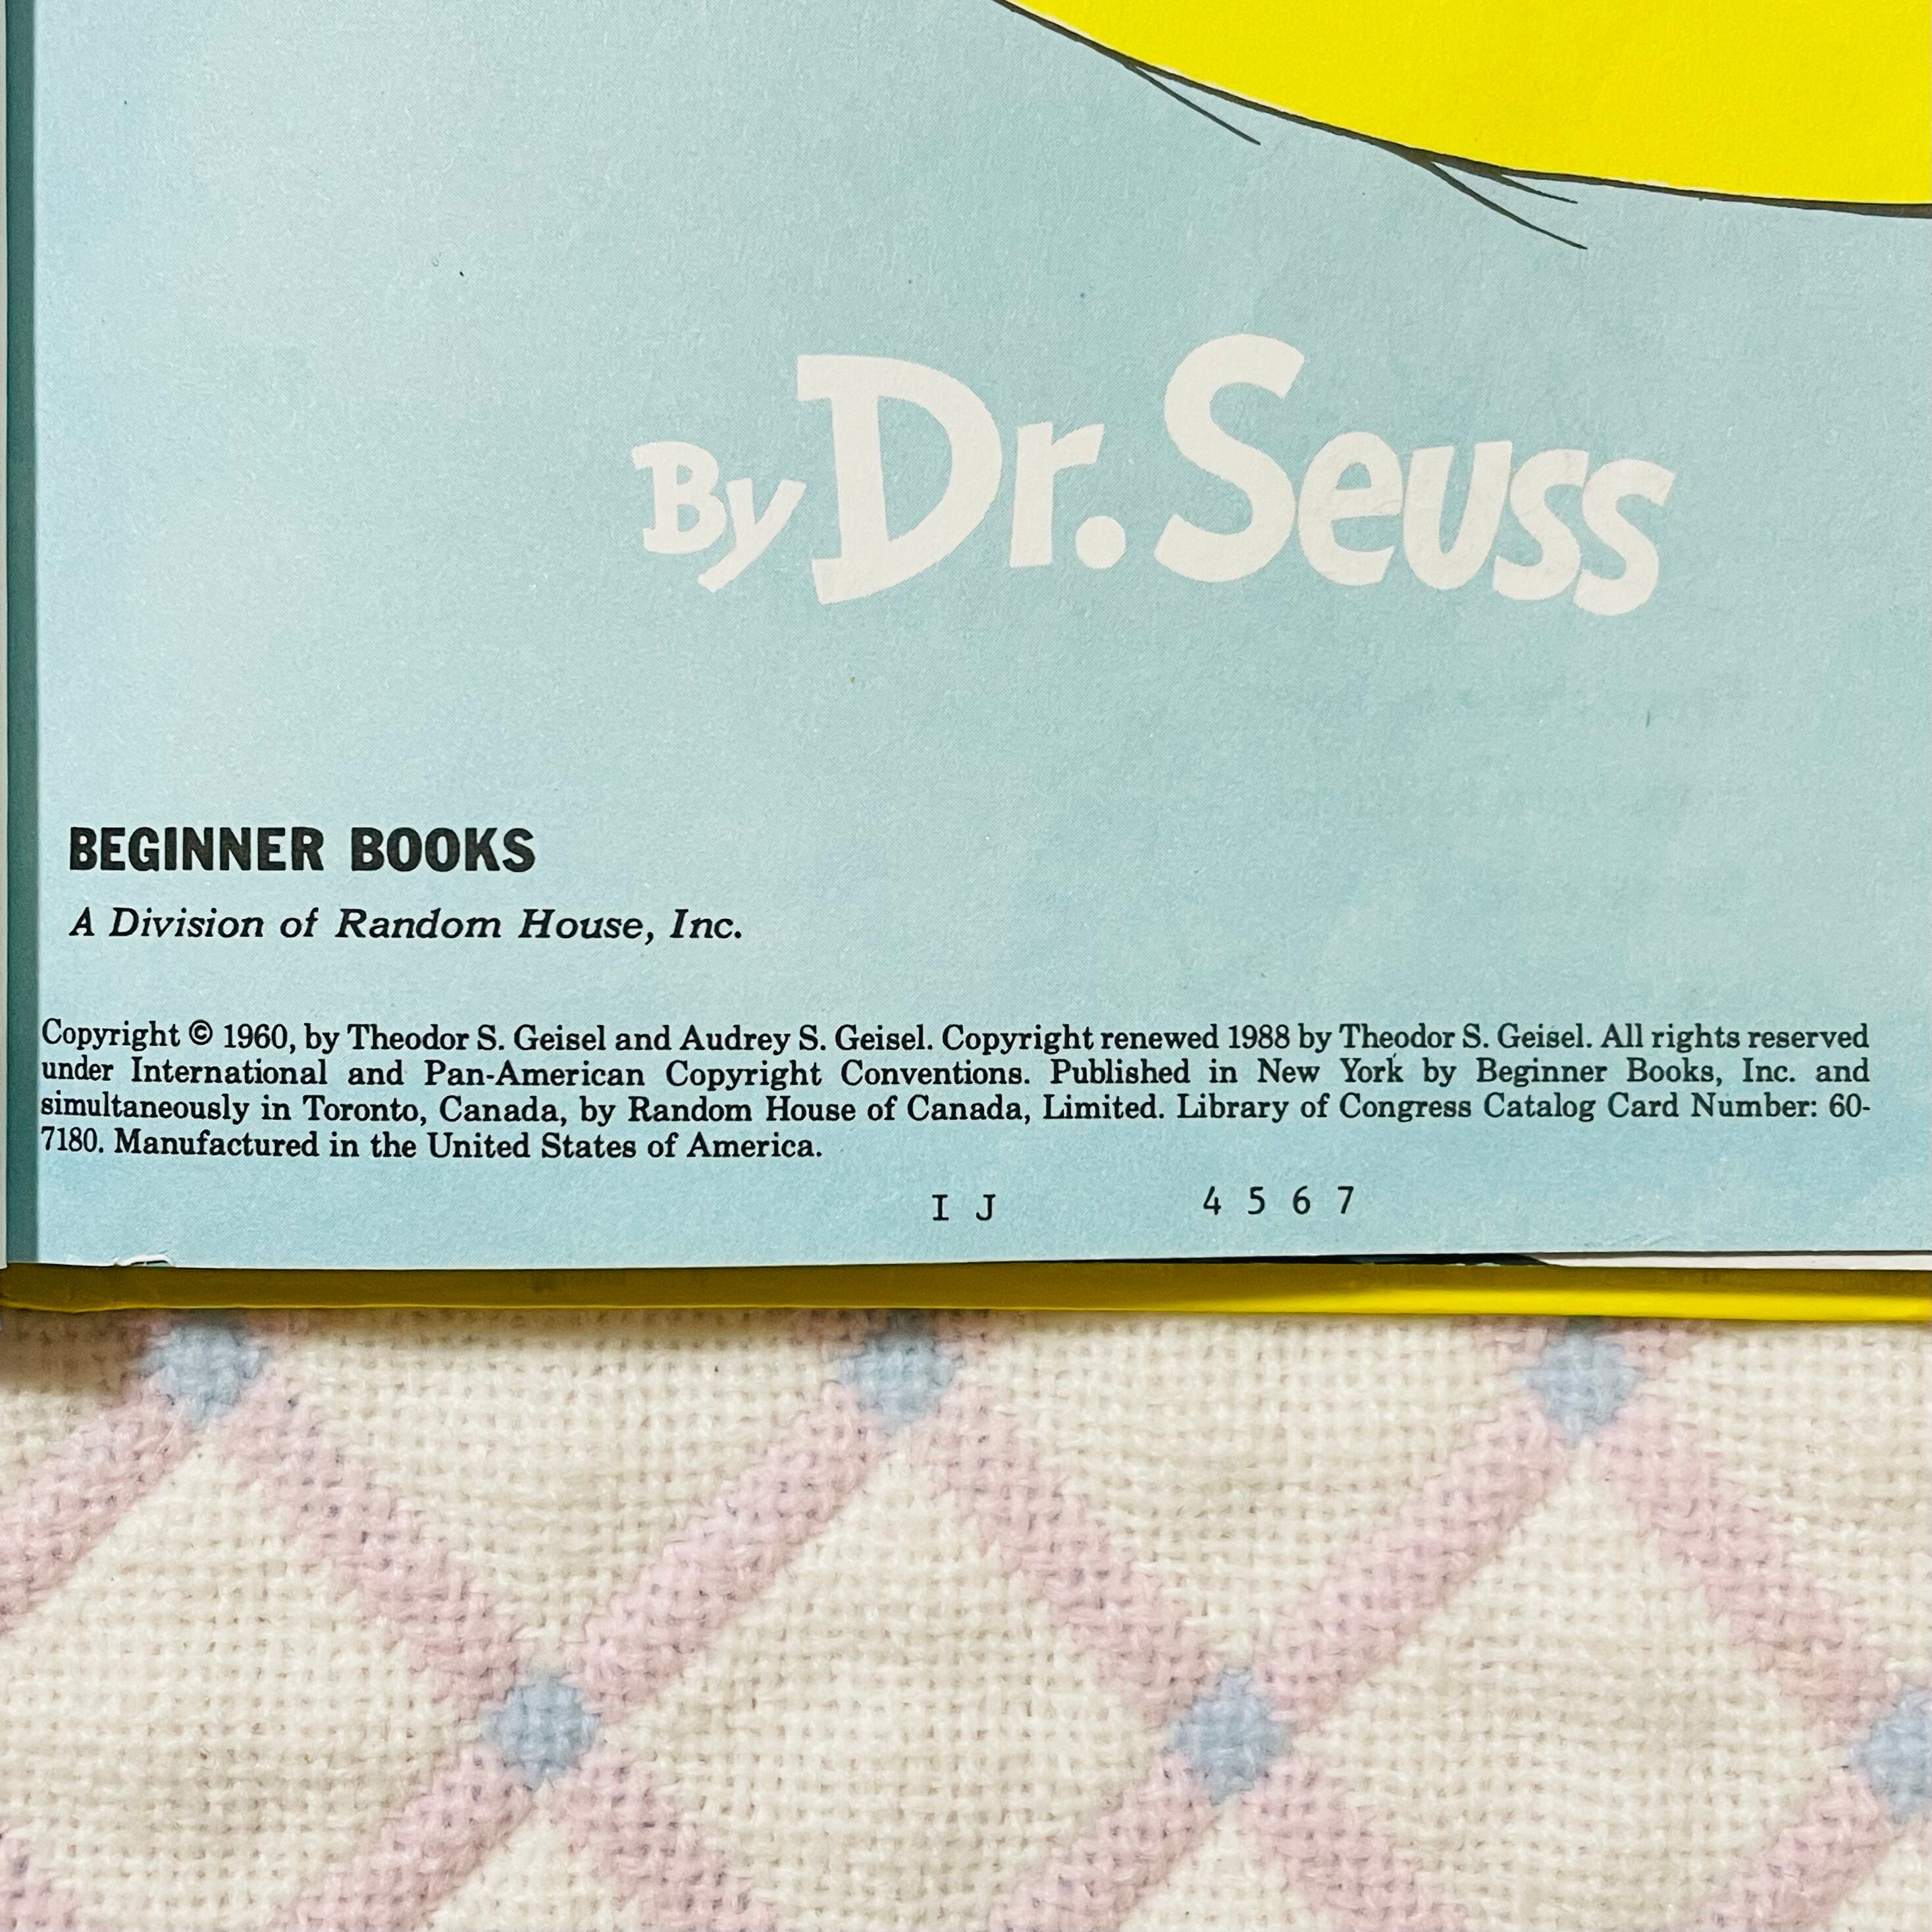 By Dr. Seuss
BEGINNER BOOKS
A Division of Random House, Inc.
Copyright © 1960, by Theodor S. Geisel and Audrey S. Geisel. Copyright renewed 1988 by Theodor S. Geisel. All rights reserved
under International and Pan-American Copyright Conventions. Published in New York by Beginner Books, Inc. and
simultaneously in Toronto, Canada, by Random House of Canada, Limited. Library of Congress Catalog Card Number: 60-
7180. Manufactured in the United States of America.
I J 4 5 6 7